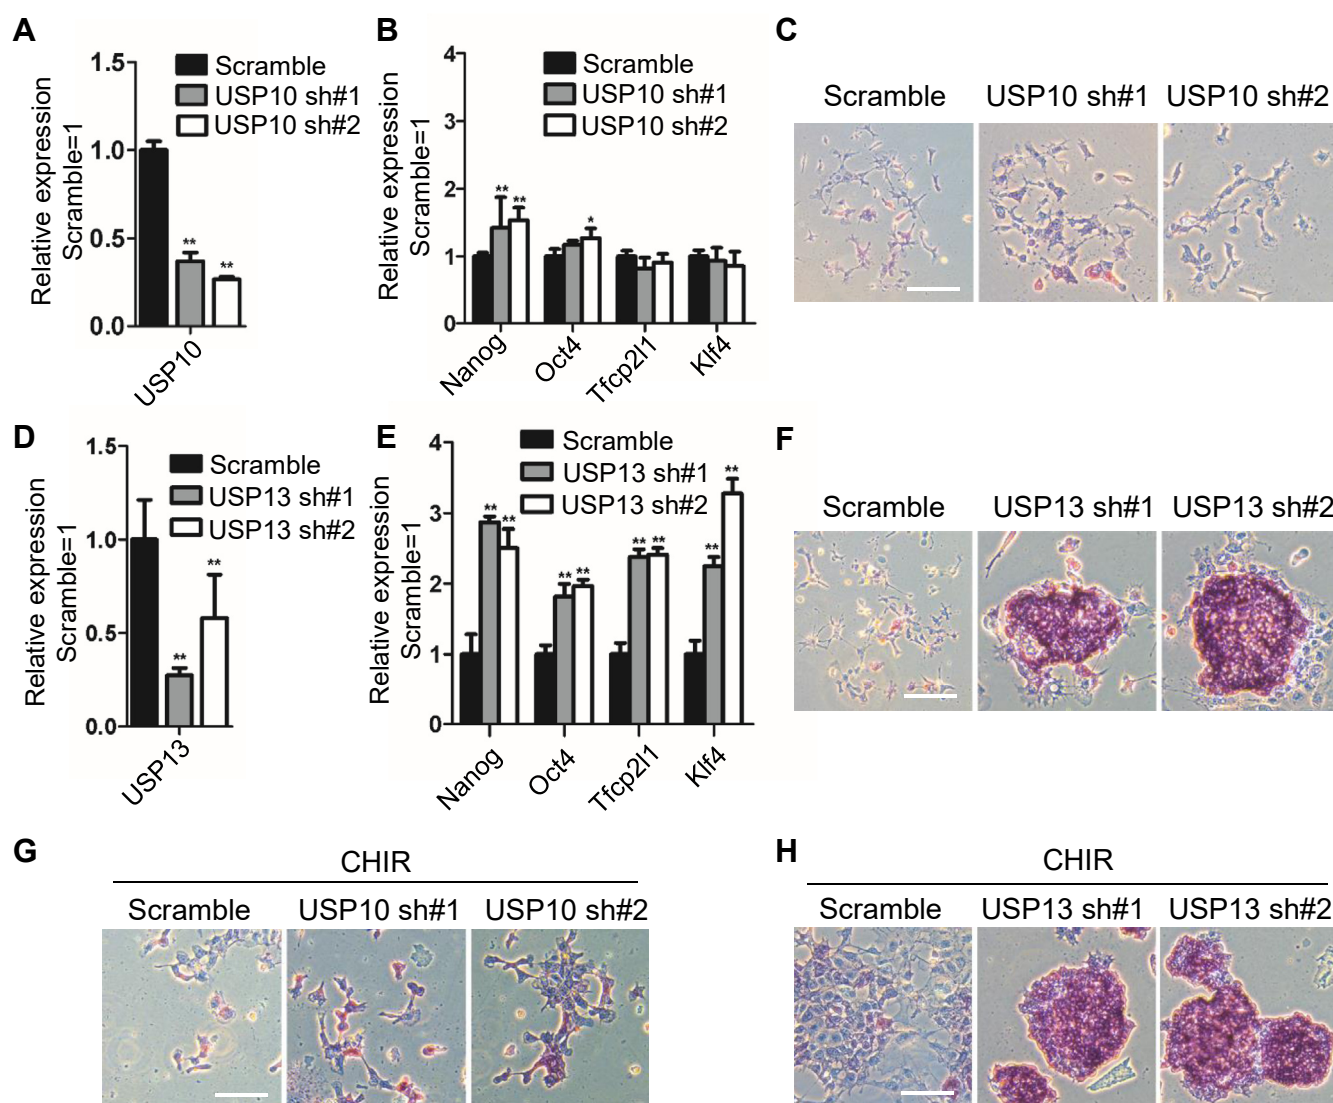 A
Relative expression
Scramble=1
1.5
1.0
0.5
0.0
Scramble
USP10 sh#1
USP10 sh#2
**
**
USP10
B
Relative expression
Scramble=1
4
3
2
1
0
Scramble
USP10 sh#1
USP10 sh#2
**
**
*
Nanog
Oct4
Tfcp2l1
Klf4
C
Scramble
USP10 sh#1
USP10 sh#2
D
Relative expression
Scramble=1
1.5
1.0
0.5
0.0
Scramble
USP13 sh#1
USP13 sh#2
**
**
USP13
E
Relative expression
Scramble=1
4
3
2
1
0
Scramble
USP13 sh#1
USP13 sh#2
**
**
**
**
**
**
**
**
Nanog
Oct4
Tfcp2l1
Klf4
F
Scramble
USP13 sh#1
USP13 sh#2
G
CHIR
Scramble
USP10 sh#1
USP10 sh#2
H
CHIR
Scramble
USP13 sh#1
USP13 sh#2